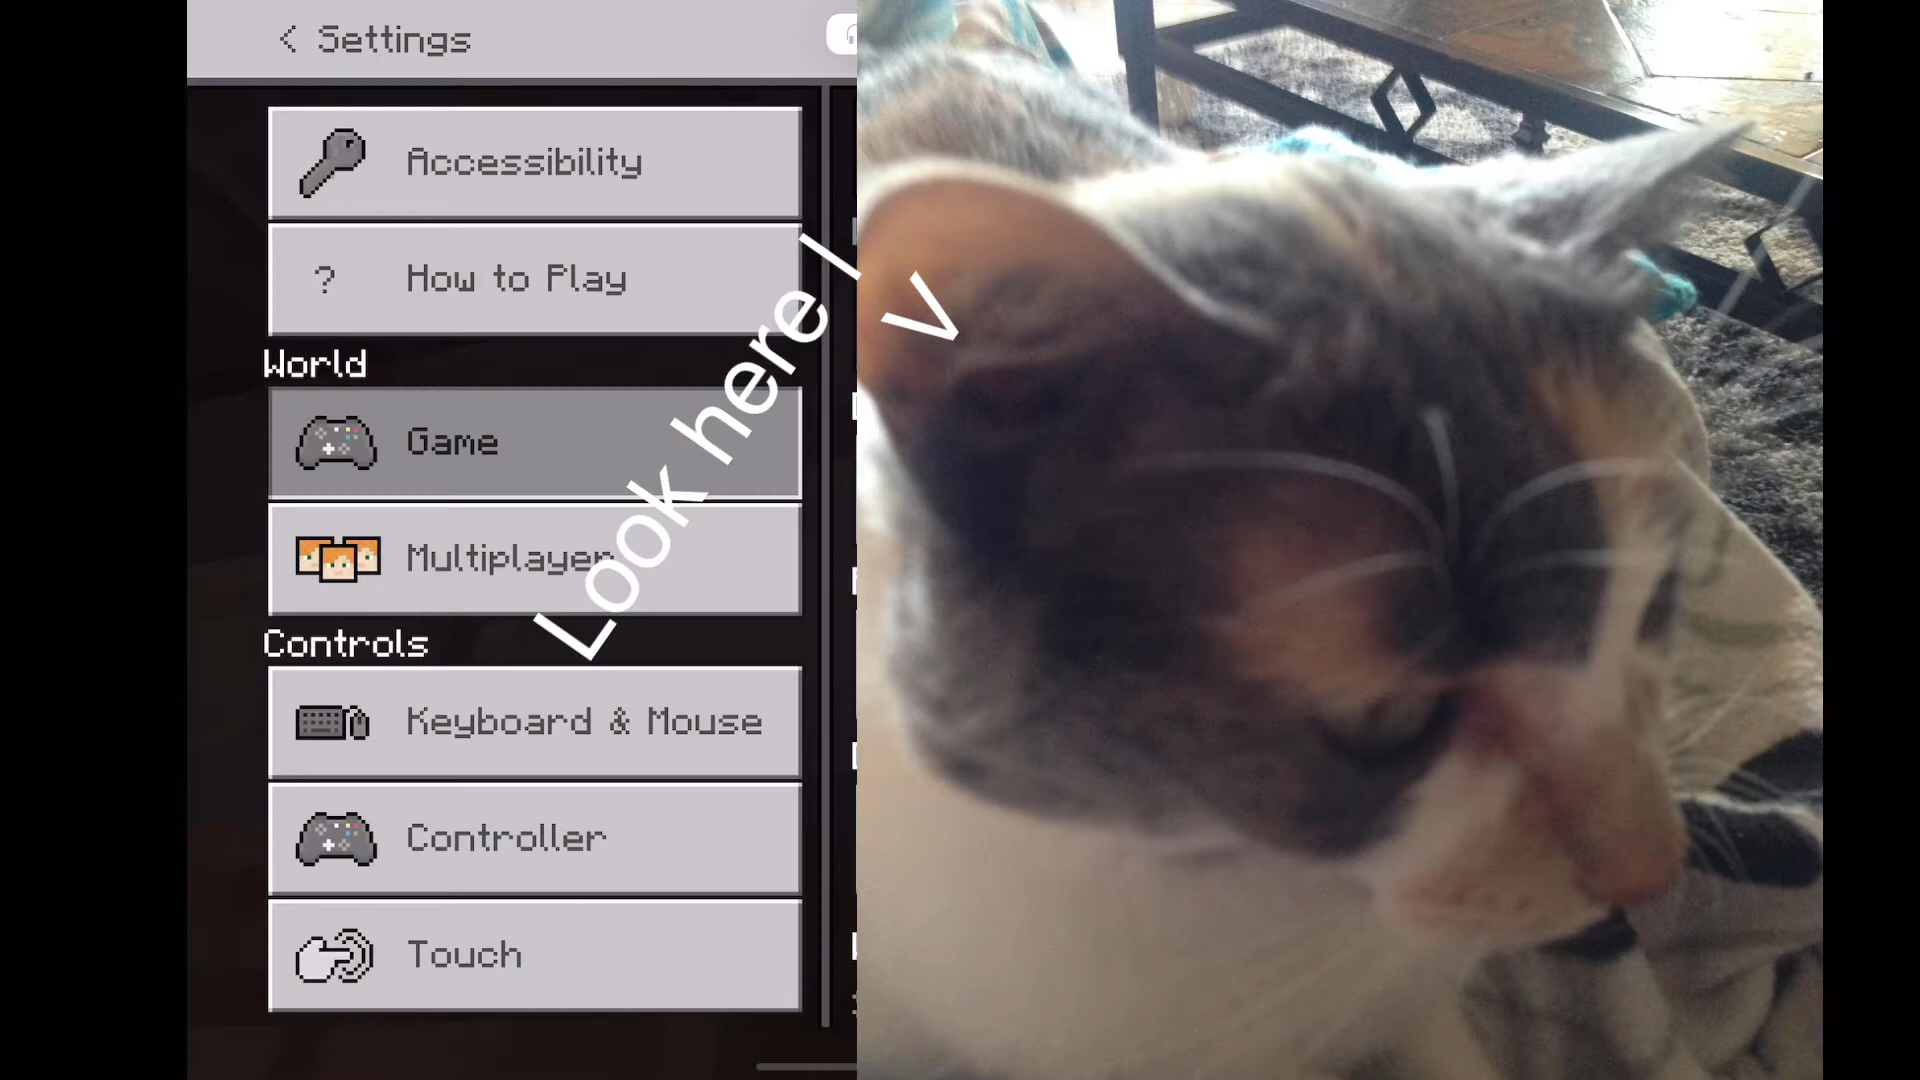 < Settings
Accessibility
? How to Play
World
Game
Multiplayer
Controls
Keyboard & Mouse
Controller
Touch
Look here |
V